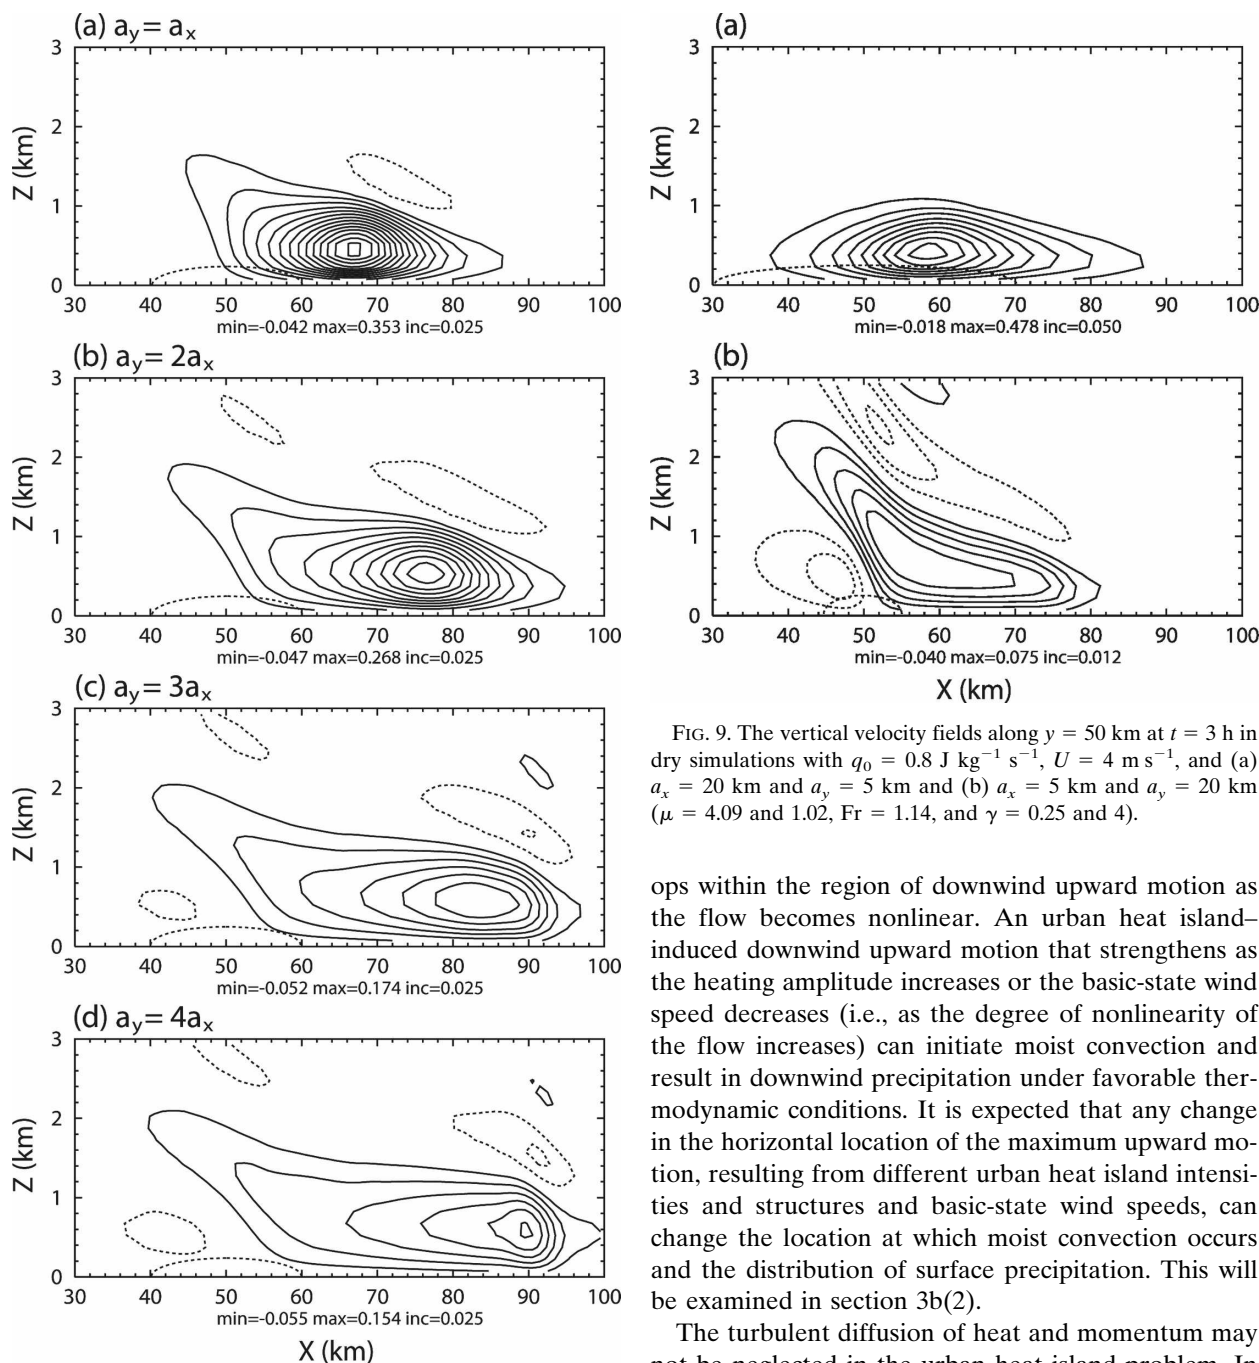 (a) a_y = a_x
3
2
1
0
Z (km)
30 40 50 60 70 80 90 100
min=-0.042 max=0.353 inc=0.025
(b) a_y = 2a_x
3
2
1
0
Z (km)
30 40 50 60 70 80 90 100
min=-0.047 max=0.268 inc=0.025
(c) a_y = 3a_x
3
2
1
0
Z (km)
30 40 50 60 70 80 90 100
min=-0.052 max=0.174 inc=0.025
(d) a_y = 4a_x
3
2
1
0
Z (km)
30 40 50 60 70 80 90 100
min=-0.055 max=0.154 inc=0.025
X (km)
(a)
3
2
1
0
Z (km)
30 40 50 60 70 80 90 100
min=-0.018 max=0.478 inc=0.050
(b)
3
2
1
0
Z (km)
30 40 50 60 70 80 90 100
min=-0.040 max=0.075 inc=0.012
X (km)
FIG. 9. The vertical velocity fields along y = 50 km at t = 3 h in
dry simulations with q₀ = 0.8 J kg⁻¹ s⁻¹, U = 4 m s⁻¹, and (a)
a_x = 20 km and a_y = 5 km and (b) a_x = 5 km and a_y = 20 km
(μ = 4.09 and 1.02, Fr = 1.14, and γ = 0.25 and 4).
ops within the region of downwind upward motion as
the flow becomes nonlinear. An urban heat island–
induced downwind upward motion that strengthens as
the heating amplitude increases or the basic-state wind
speed decreases (i.e., as the degree of nonlinearity of
the flow increases) can initiate moist convection and
result in downwind precipitation under favorable ther-
modynamic conditions. It is expected that any change
in the horizontal location of the maximum upward mo-
tion, resulting from different urban heat island intensi-
ties and structures and basic-state wind speeds, can
change the location at which moist convection occurs
and the distribution of surface precipitation. This will
be examined in section 3b(2).
The turbulent diffusion of heat and momentum may
not be neglected in the urban heat island problem. In